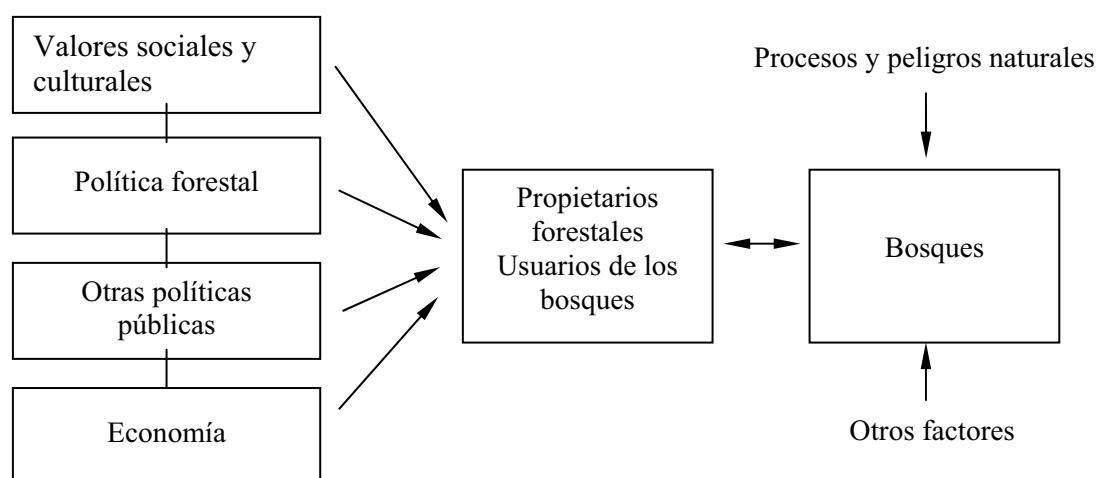 Valores sociales y
culturales
Política forestal
Otras políticas
públicas
Economía
Propietarios
forestales
Usuarios de los
bosques
Procesos y peligros naturales
Bosques
Otros factores